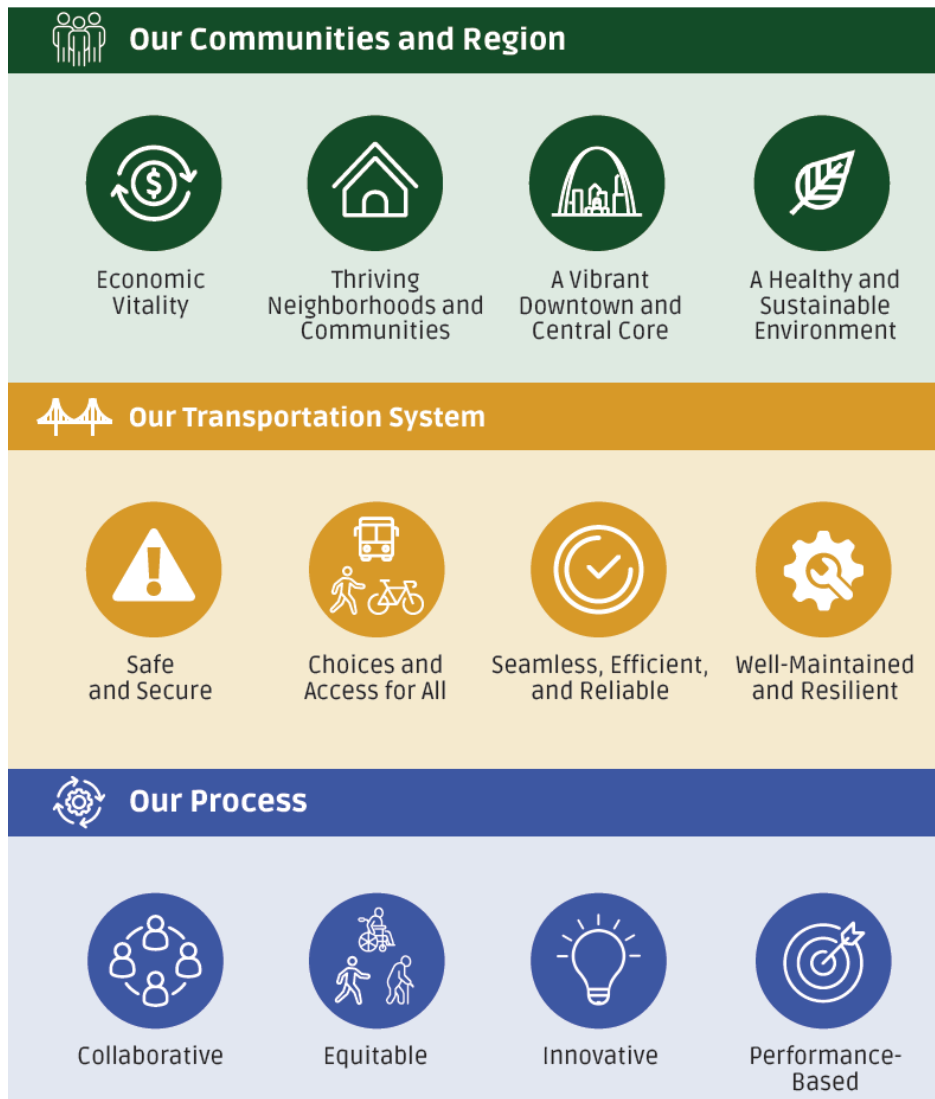 Our Communities and Region
Economic
Vitality
Thriving
Neighborhoods and
Communities
A Vibrant
Downtown and
Central Core
A Healthy and
Sustainable
Environment
Our Transportation System
Safe
and Secure
Choices and
Access for All
Seamless, Efficient,
and Reliable
Well-Maintained
and Resilient
Our Process
Collaborative
Equitable
Innovative
Performance-
Based